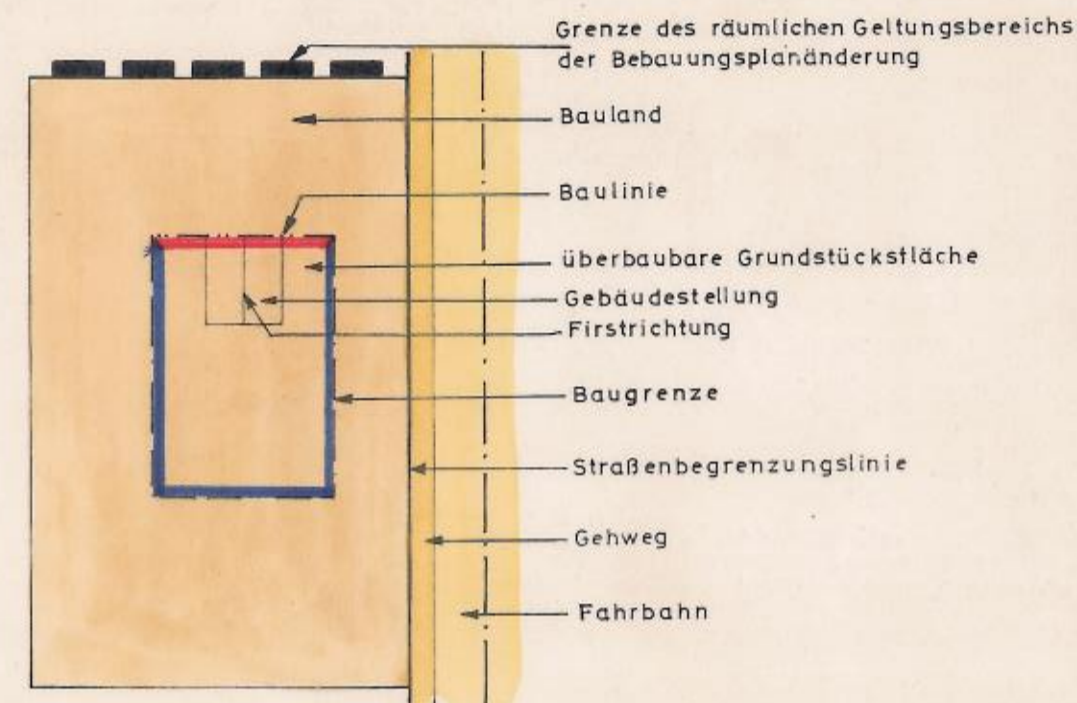 Grenze des räumlichen Geltungsbereichs
der Bebauungsplanänderung
Bauland
Baulinie
überbaubare Grundstücksfläche
Gebäudestellung
Firstrichtung
Baugrenze
Straßenbegrenzungslinie
Gehweg
Fahrbahn